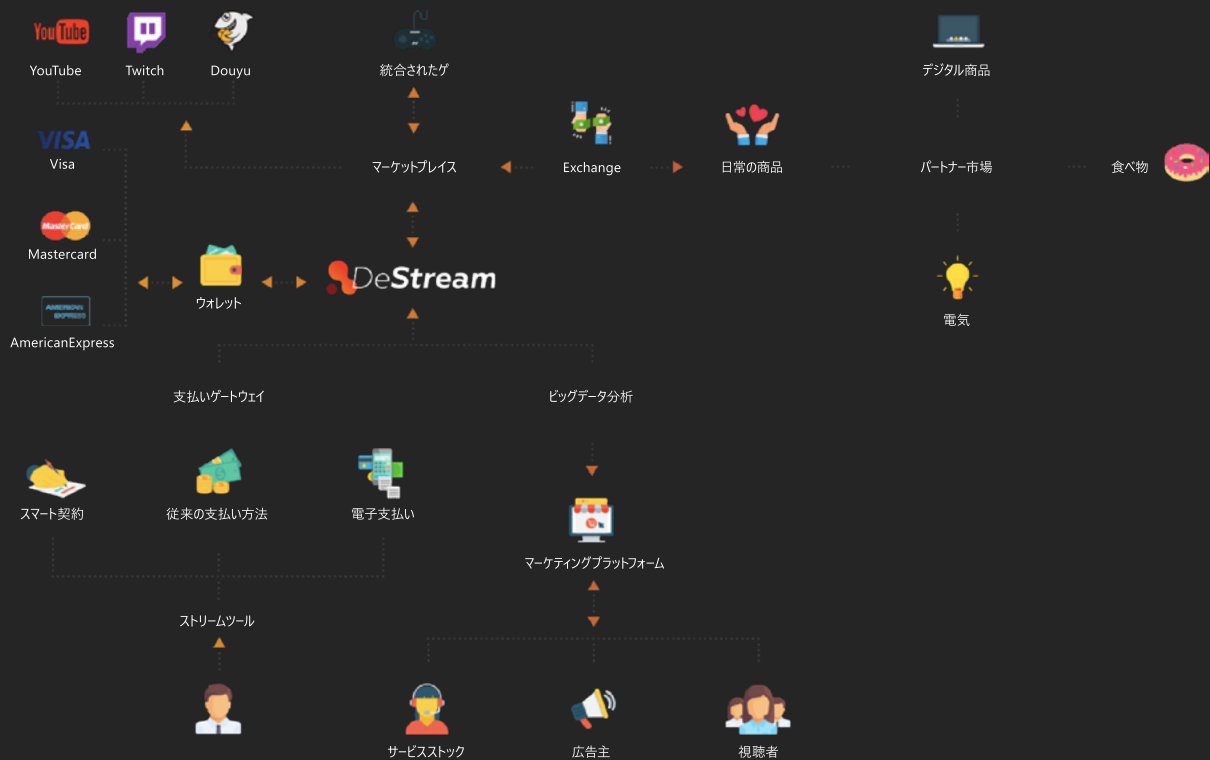 YouTube
YouTube
Twitch
Douyu
統合されたゲ
デジタル商品
VISA
Visa
マーケットプレイス
Exchange
日常の商品
パートナー市場
食べ物
MasterCard
Mastercard
DeStream
ウォレット
AMERICAN
EXPRESS
AmericanExpress
電気
支払いゲートウェイ
ビッグデータ分析
スマート契約
従来の支払い方法
電子支払い
マーケティングプラットフォーム
ストリームツール
サービスストック
広告主
視聴者